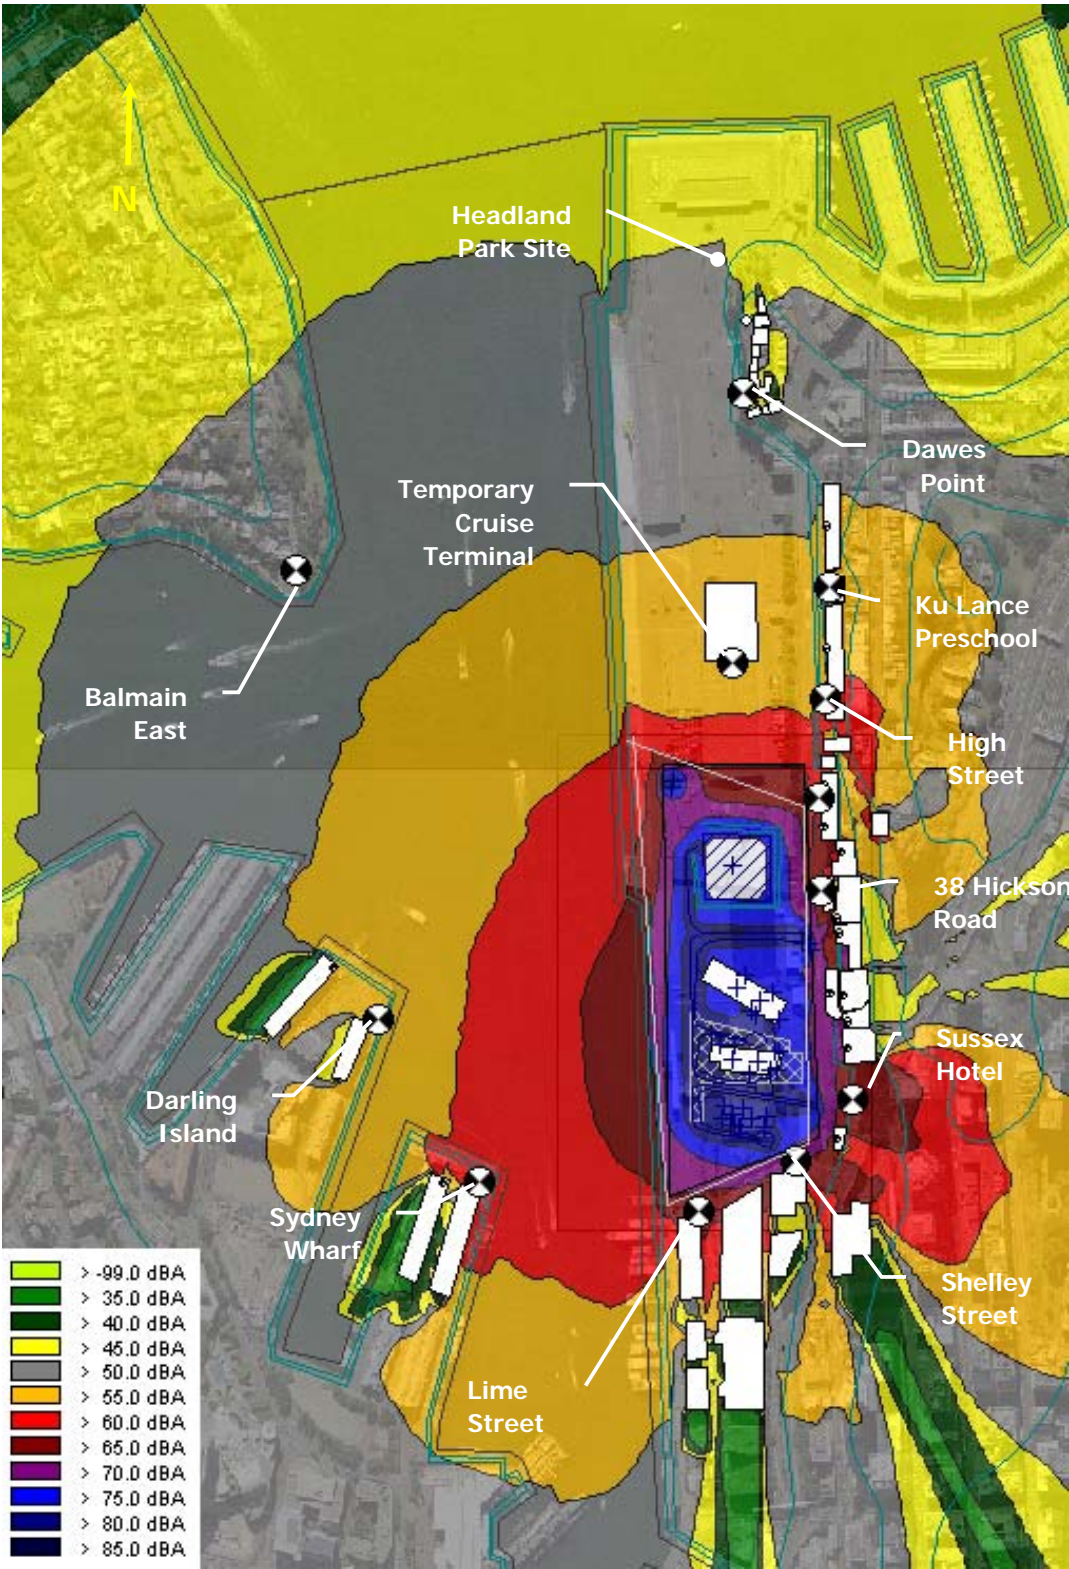 N
Headland
Park Site
Dawes
Point
Temporary
Cruise
Terminal
Ku Lance
Preschool
Balmain
East
High
Street
38 Hickson
Road
Sussex
Hotel
Darling
Island
Sydney
Wharf
Shelley
Street
Lime
Street
> -99.0 dBA
> 35.0 dBA
> 40.0 dBA
> 45.0 dBA
> 50.0 dBA
> 55.0 dBA
> 60.0 dBA
> 65.0 dBA
> 70.0 dBA
> 75.0 dBA
> 80.0 dBA
> 85.0 dBA